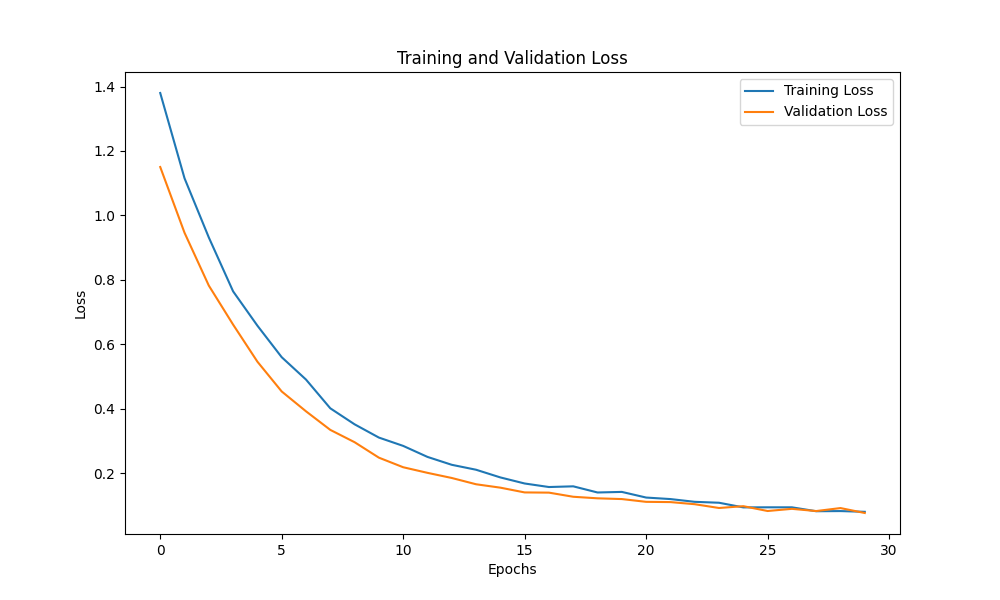 Training and Validation Loss
Training Loss
Validation Loss
1.4
1.2
1.0
0.8
0.6
0.4
0.2
Loss
0 5 10 15 20 25 30
Epochs